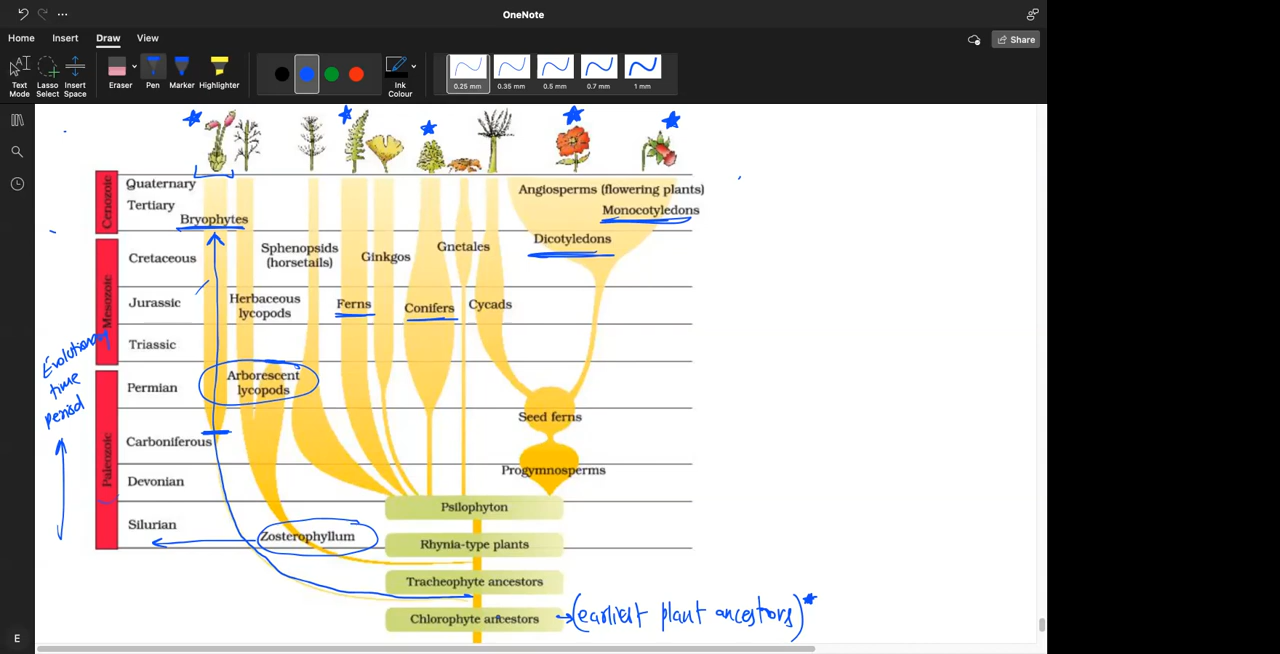 OneNote
Home Insert Draw View
Share
Text Mode
Lasso Select
Insert Space
Eraser
Pen
Marker
Highlighter
Ink Colour
0.25 mm
0.35 mm
0.5 mm
0.7 mm
1 mm
Cenozoic
Quaternary
Tertiary
Bryophytes
Angiosperms (flowering plants)
Monocotyledons
Dicotyledons
Mesozoic
Cretaceous
Sphenopsids
(horsetails)
Ginkgos
Gnetales
Jurassic
Herbaceous
lycopods
Ferns
Conifers
Cycads
Triassic
Evolutionary
time
period
Paleozoic
Permian
Arborescent
lycopods
Seed ferns
Carboniferous
Progymnosperms
Devonian
Psilophyton
Silurian
Zosterophyllum
Rhynia-type plants
Tracheophyte ancestors
Chlorophyte ancestors
(earliest plant ancestors)
E